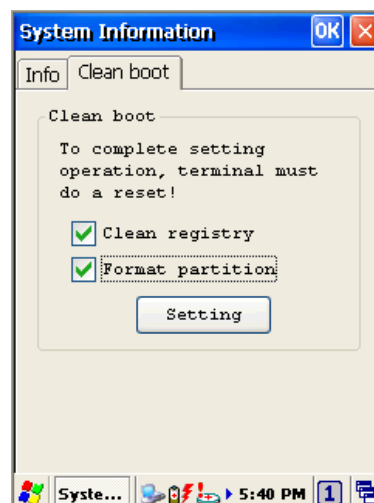 System Information OK
Info Clean boot
Clean boot
To complete setting
operation, terminal must
do a reset!
Clean registry
Format partition
Setting
Syste... 5:40 PM 1